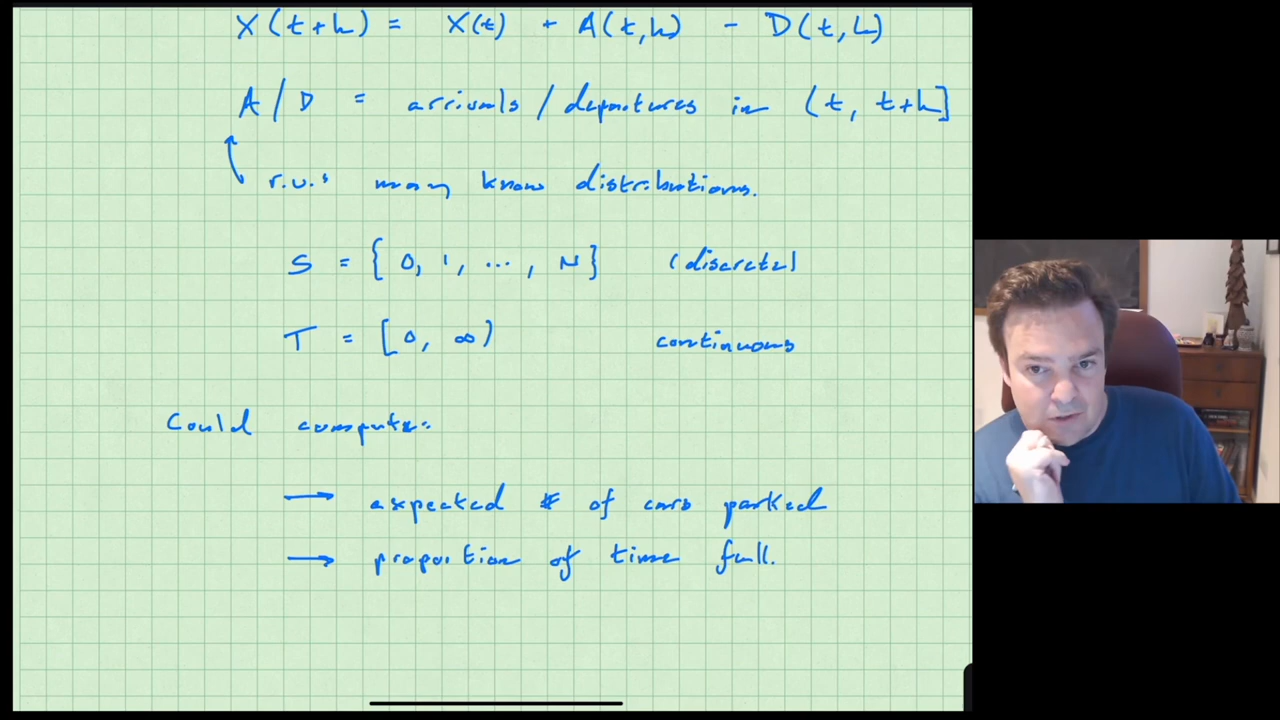 X(t+h) = X(t) + A(t,h) - D(t,h)
A/D = arrivals/departures in (t, t+h]
r.v.s may know distributions.
S = {0, 1, ..., N} (discrete)
T = [0, ∞) continuous
Could compute:
→ expected # of cars parked
→ proportion of time full.